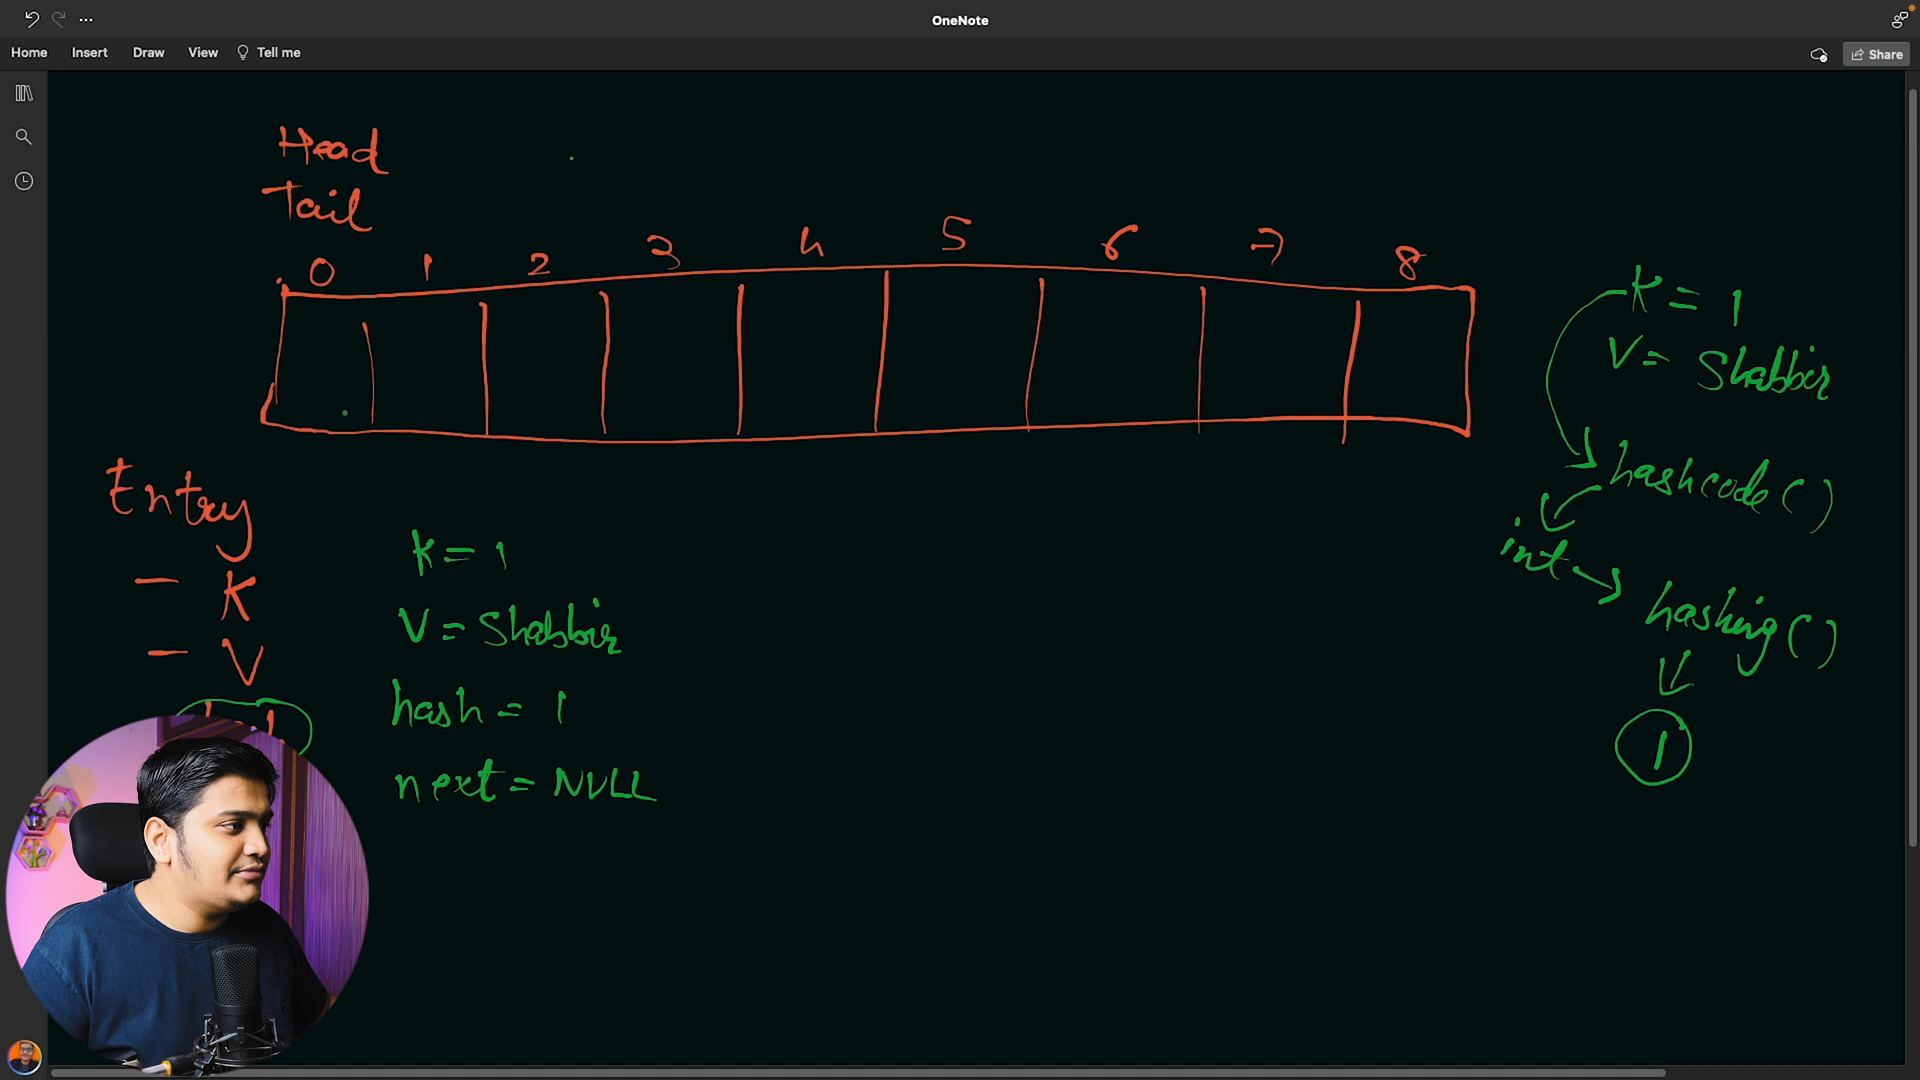 OneNote
Home Insert Draw View Tell me
Share
Head
Tail
0 1 2 3 4 5 6 7 8
K = 1
V = Shabbir
hashcode()
int
hashing()
1
Entry
- K
- V
K = 1
V = Shabbir
hash = 1
next = NULL